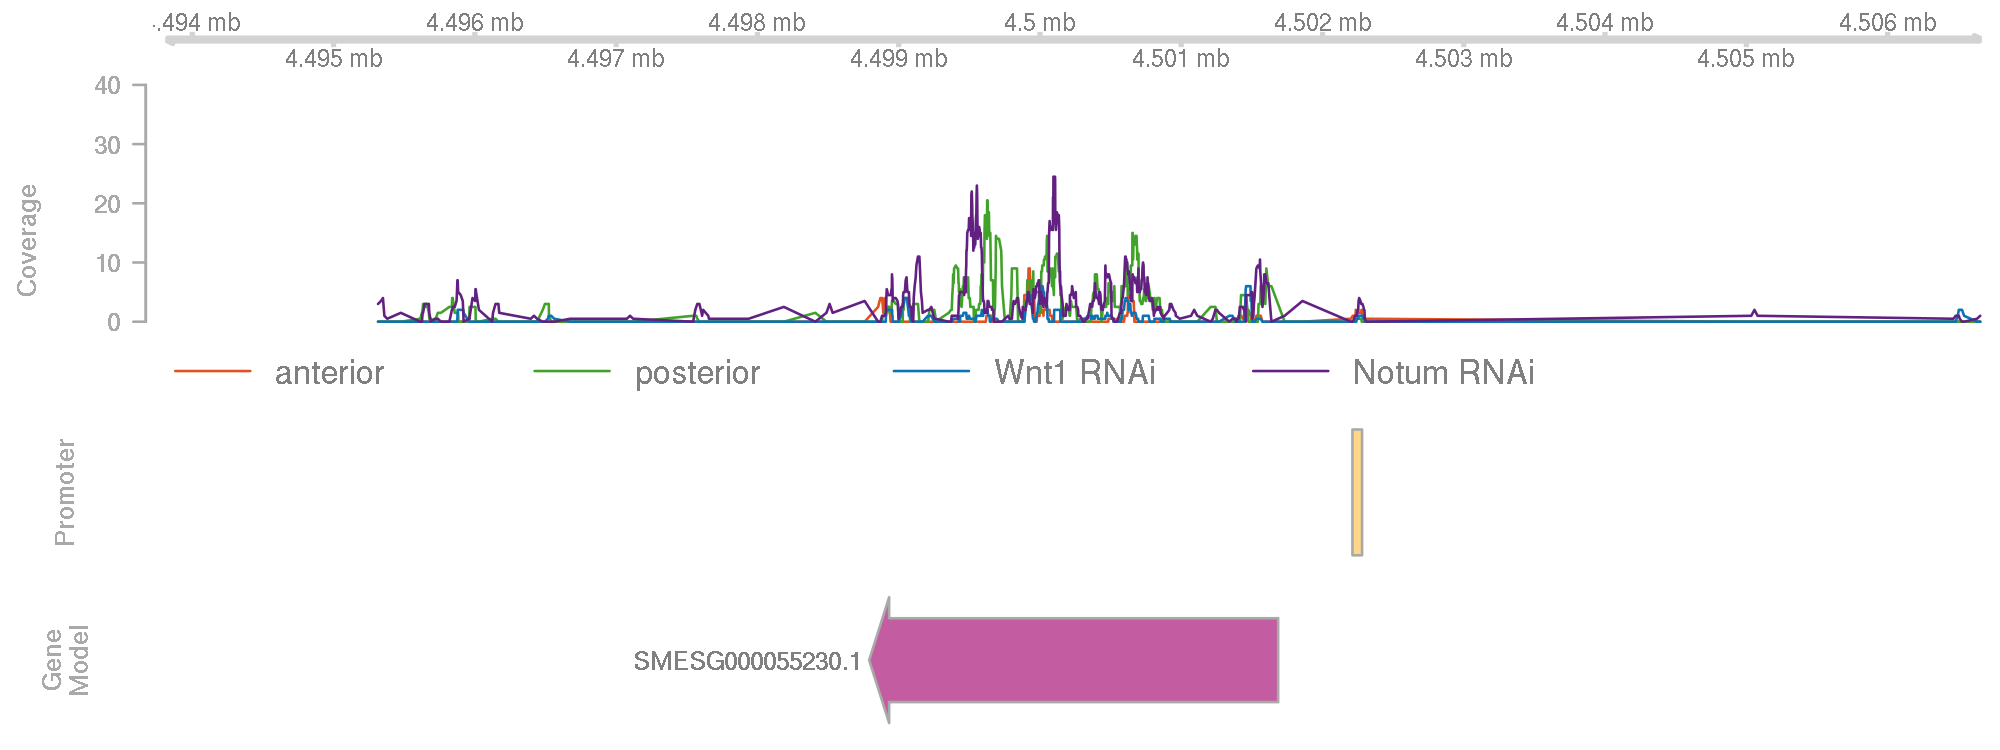 .494 mb 4.496 mb 4.498 mb 4.5 mb 4.502 mb 4.504 mb 4.506 mb
4.495 mb 4.497 mb 4.499 mb 4.501 mb 4.503 mb 4.505 mb
40
30
20
10
0
Coverage
anterior posterior Wnt1 RNAi Notum RNAi
Promoter
Gene
Model
SMESG000055230.1